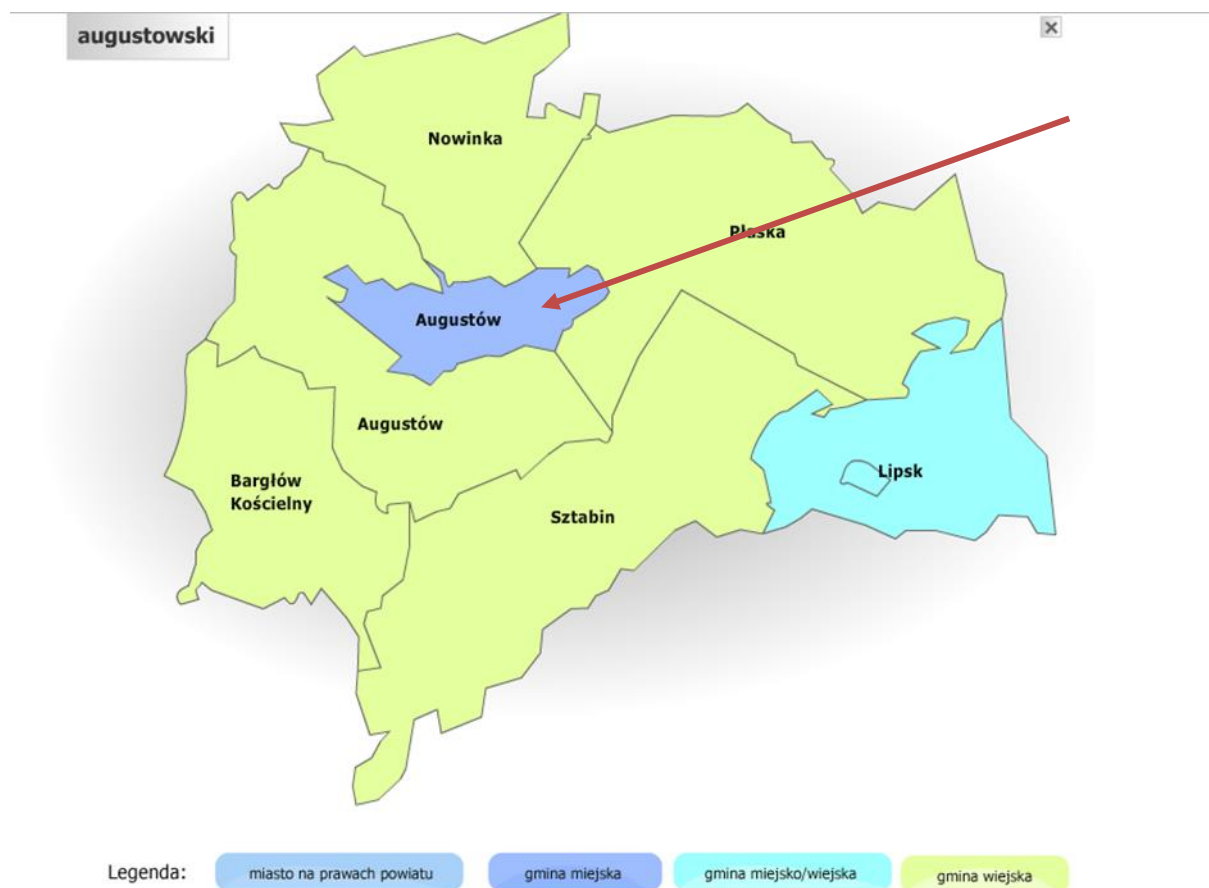 augustowski
Nowinka
Płaska
Augustów
Augustów
Bargłów
Kościelny
Lipsk
Sztabin
Legenda:
miasto na prawach powiatu
gmina miejska
gmina miejsko/wiejska
gmina wiejska